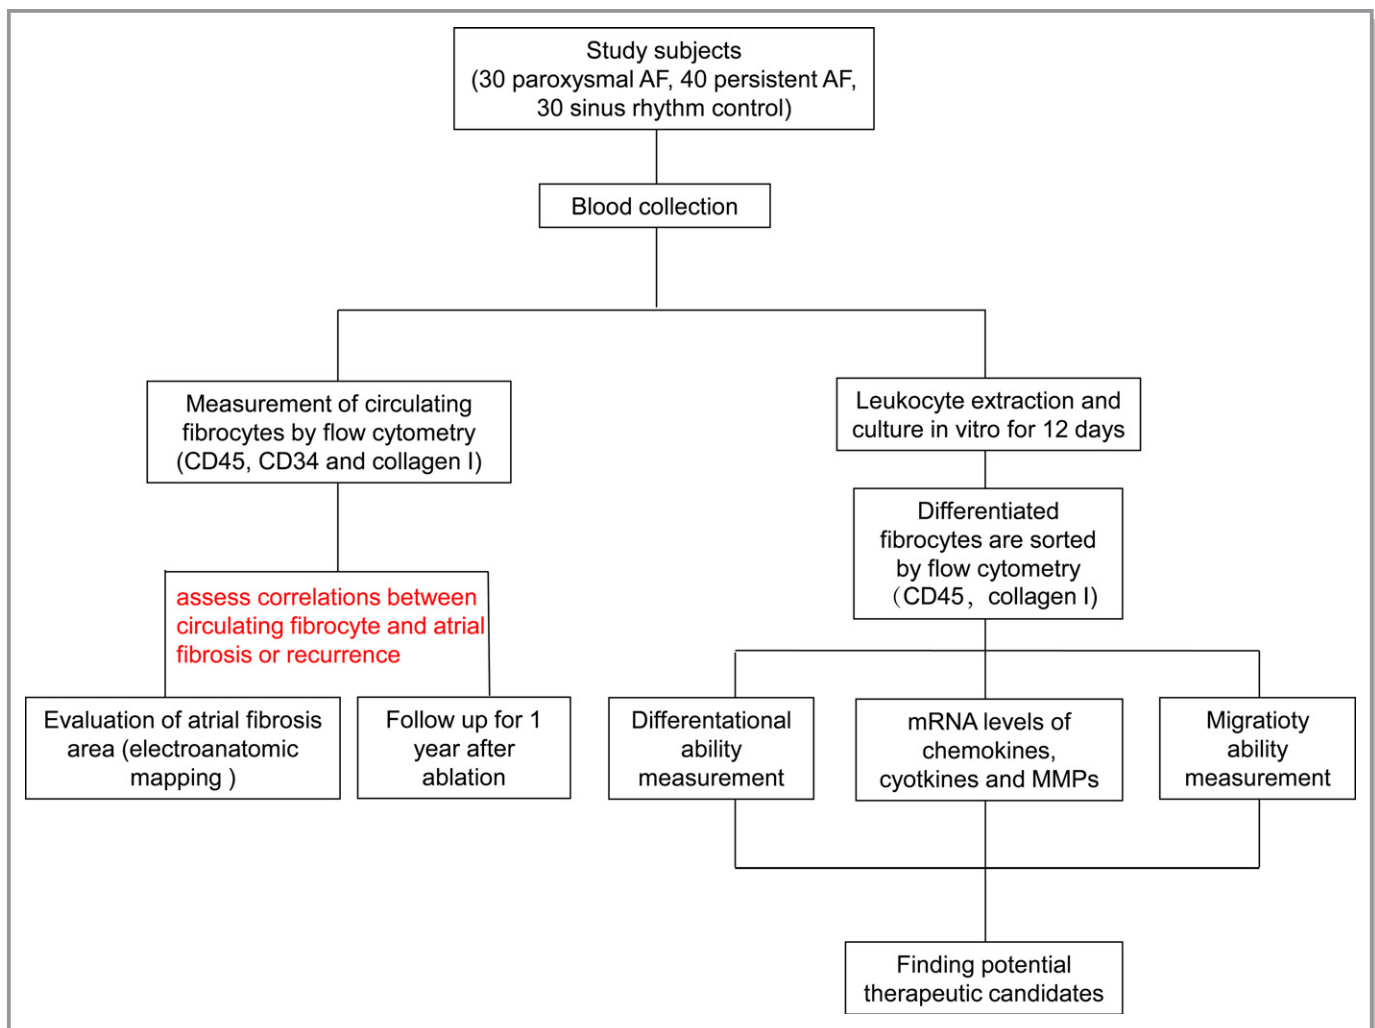 Study subjects
(30 paroxysmal AF, 40 persistent AF,
30 sinus rhythm control)
Blood collection
Measurement of circulating
fibrocytes by flow cytometry
(CD45, CD34 and collagen I)
Leukocyte extraction and
culture in vitro for 12 days
Differentiated
fibrocytes are sorted
by flow cytometry
（CD45，collagen I)
assess correlations between
circulating fibrocyte and atrial
fibrosis or recurrence
Evaluation of atrial fibrosis
area (electroanatomic
mapping )
Follow up for 1
year after
ablation
Differentational
ability
measurement
mRNA levels of
chemokines,
cyotkines and MMPs
Migratioty
ability
measurement
Finding potential
therapeutic candidates